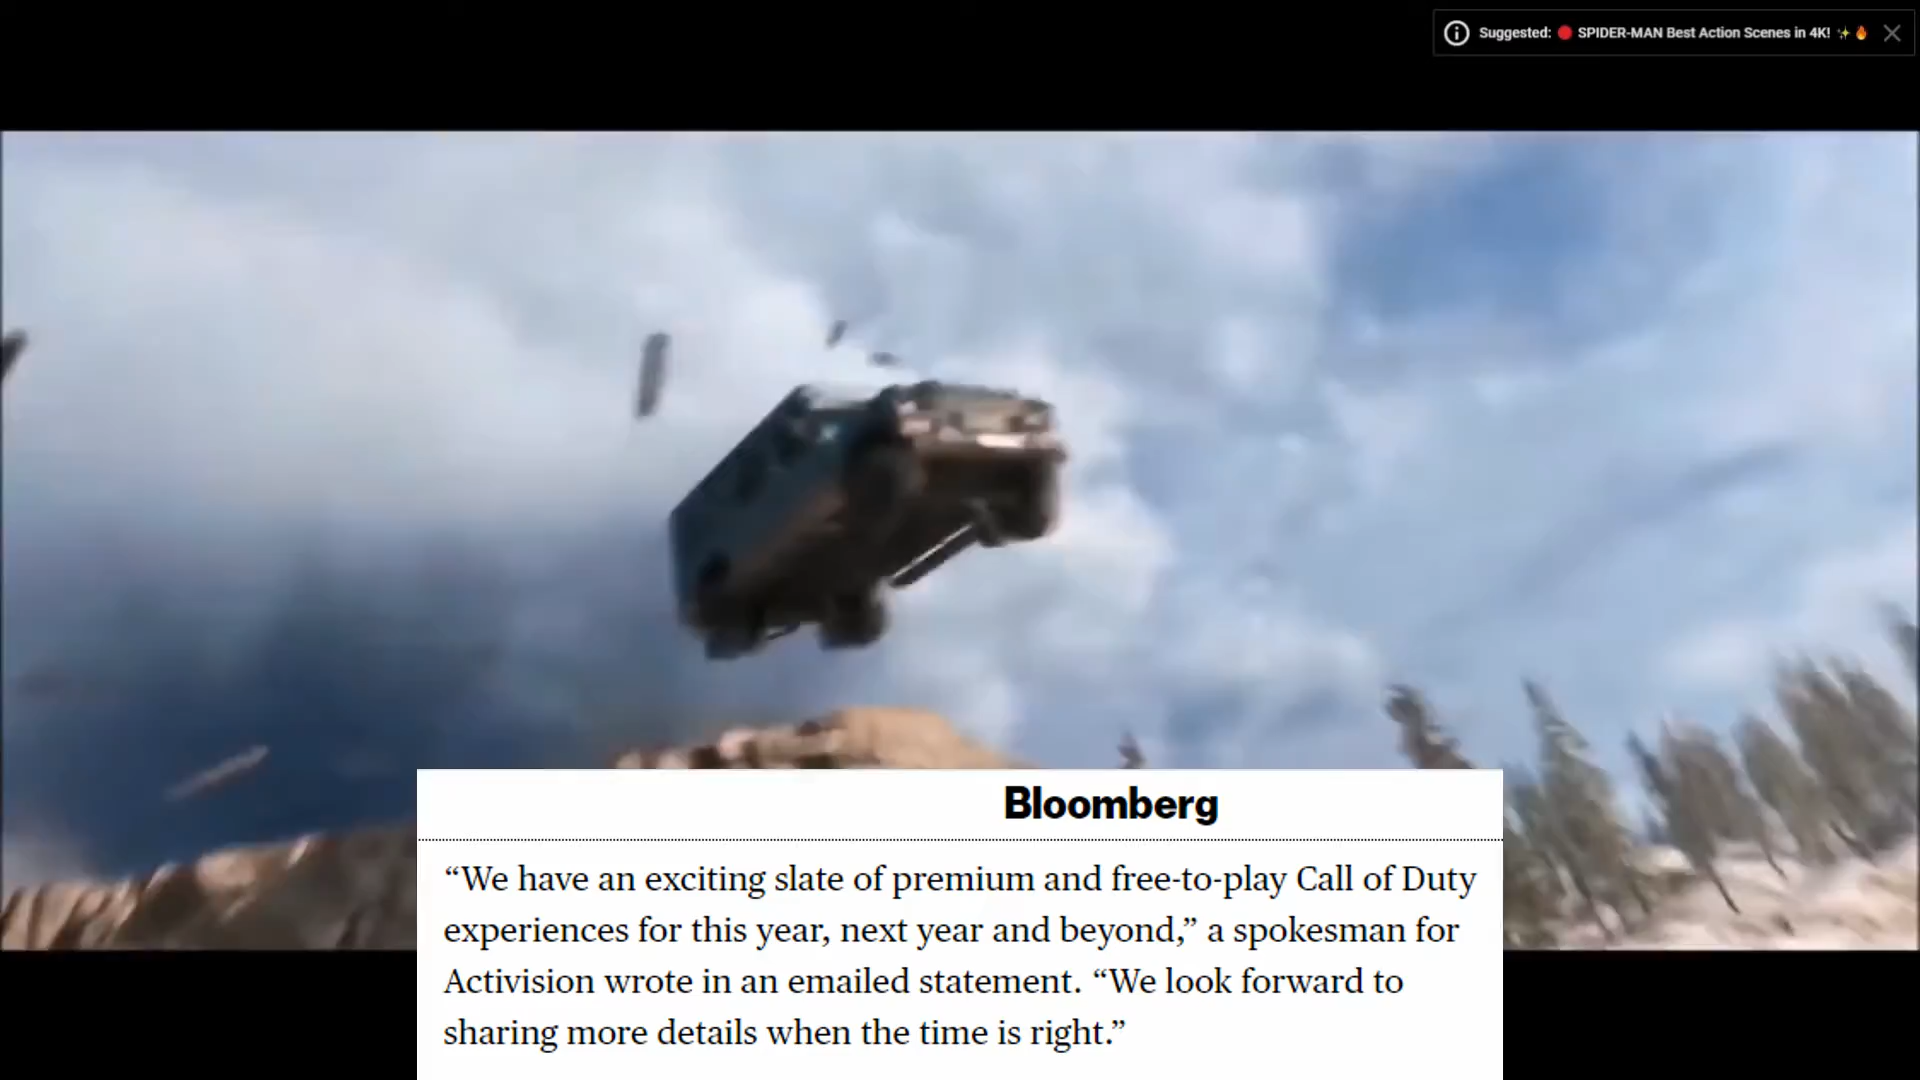 Suggested: 🔴 SPIDER-MAN Best Action Scenes in 4K! ✨🔥
Bloomberg
“We have an exciting slate of premium and free-to-play Call of Duty
experiences for this year, next year and beyond,” a spokesman for
Activision wrote in an emailed statement. “We look forward to
sharing more details when the time is right.”